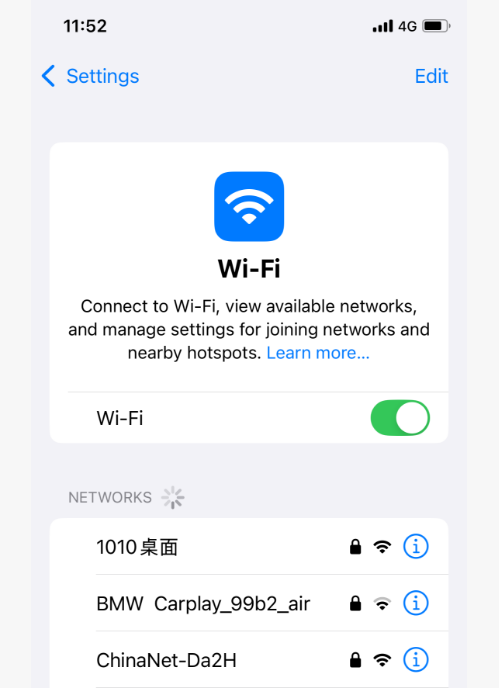 11:52 4G
Settings Edit
Wi-Fi
Connect to Wi-Fi, view available networks,
and manage settings for joining networks and
nearby hotspots. Learn more...
Wi-Fi
NETWORKS
1010桌面
BMW Carplay_99b2_air
ChinaNet-Da2H